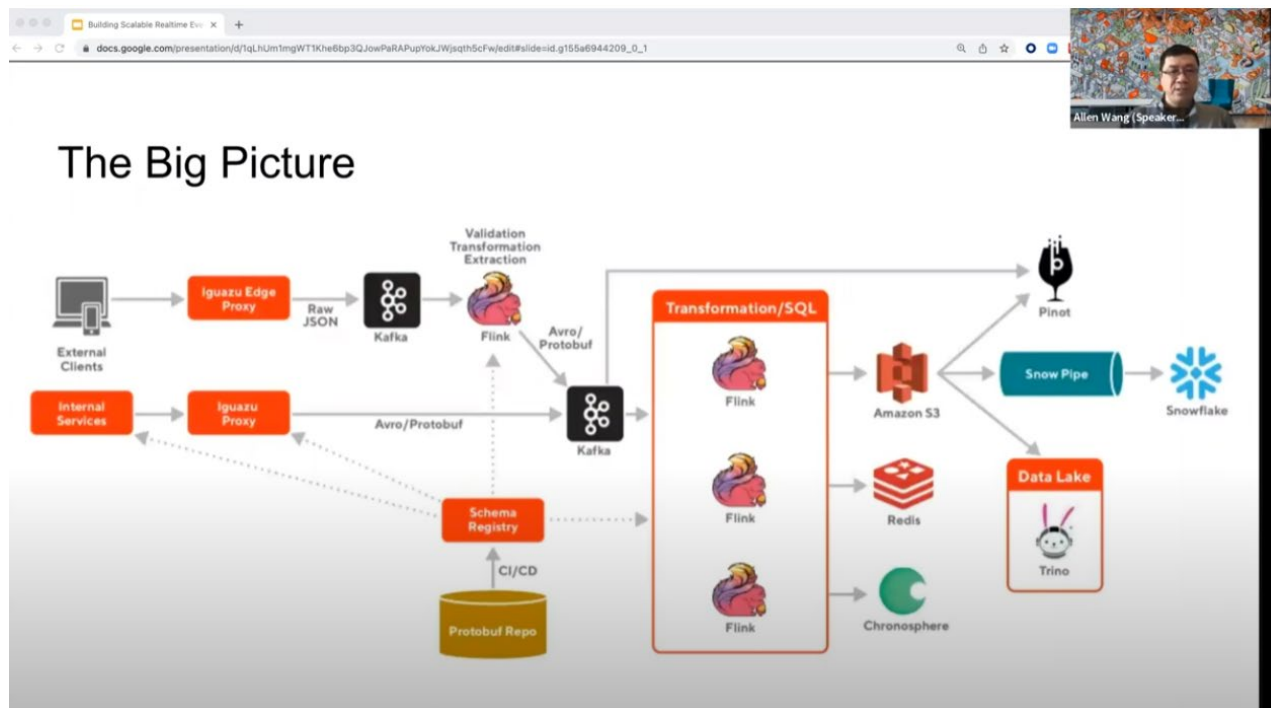 Building Scalable Realtime Eve
docs.google.com/presentation/d/1qLhUm1mgWT1Khe6bp3QJowPaRAPupYokJWjsqth5cFw/edit#slide=id.g155a6944209_0_1
Allen Wang (Speaker...
The Big Picture
Validation
Transformation
Extraction
External
Clients
Iguazu Edge
Proxy
Raw
JSON
Kafka
Flink
Avro/
Protobuf
Internal
Services
Iguazu
Proxy
Avro/Protobuf
Kafka
Schema
Registry
CI/CD
Protobuf Repo
Transformation/SQL
Flink
Flink
Flink
Amazon S3
Redis
Chronosphere
Pinot
Snow Pipe
Snowflake
Data Lake
Trino